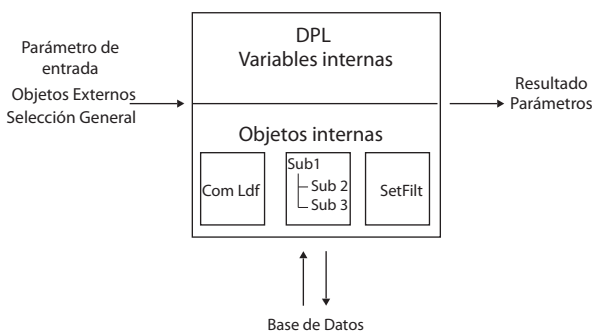 DPL
Variables internas
Parámetro de
entrada
Objetos Externos
Selección General
Resultado
Parámetros
Objetos internas
Com Ldf
Sub1
Sub 2
Sub 3
SetFilt
Base de Datos